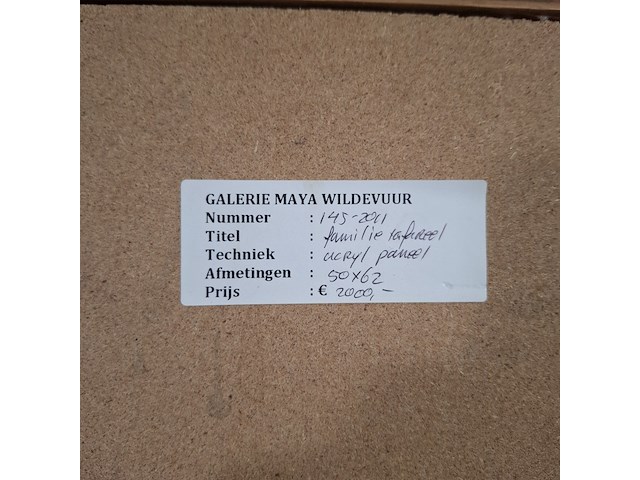 GALERIE MAYA WILDEVUUR
Nummer : 145-2011
Titel : familie tafereel
Techniek : acryl paneel
Afmetingen : 50x62
Prijs : € 2000,-